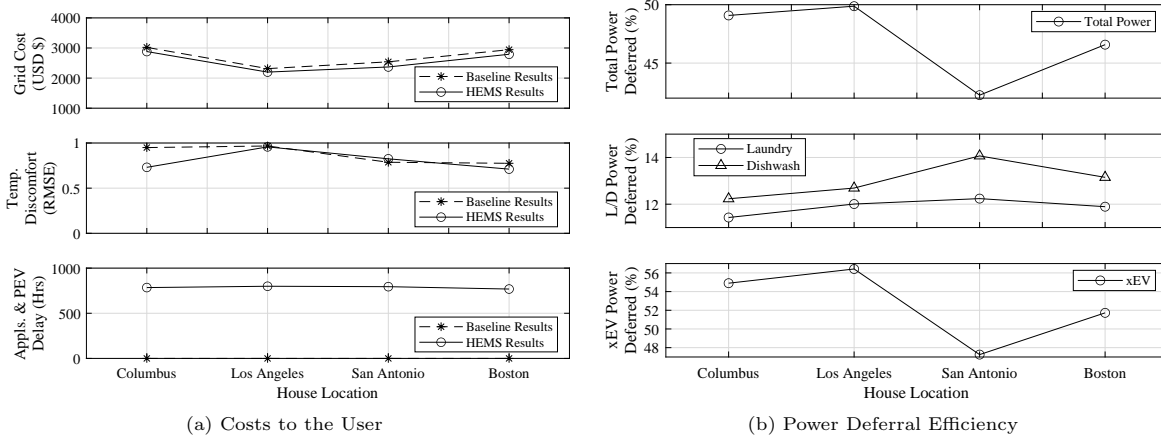 4000
3000
2000
1000
Grid Cost
(USD $)
Baseline Results
HEMS Results
1
0.5
0
Temp.
Discomfort
(RMSE)
Baseline Results
HEMS Results
1000
500
0
Appls. & PEV
Delay (Hrs)
Baseline Results
HEMS Results
Columbus
Los Angeles
San Antonio
Boston
House Location
(a) Costs to the User
50
45
Total Power
Deferred (%)
Total Power
14
12
L/D Power
Deferred (%)
Laundry
Dishwash
56
54
52
50
48
xEV Power
Deferred (%)
xEV
Columbus
Los Angeles
San Antonio
Boston
House Location
(b) Power Deferral Efficiency